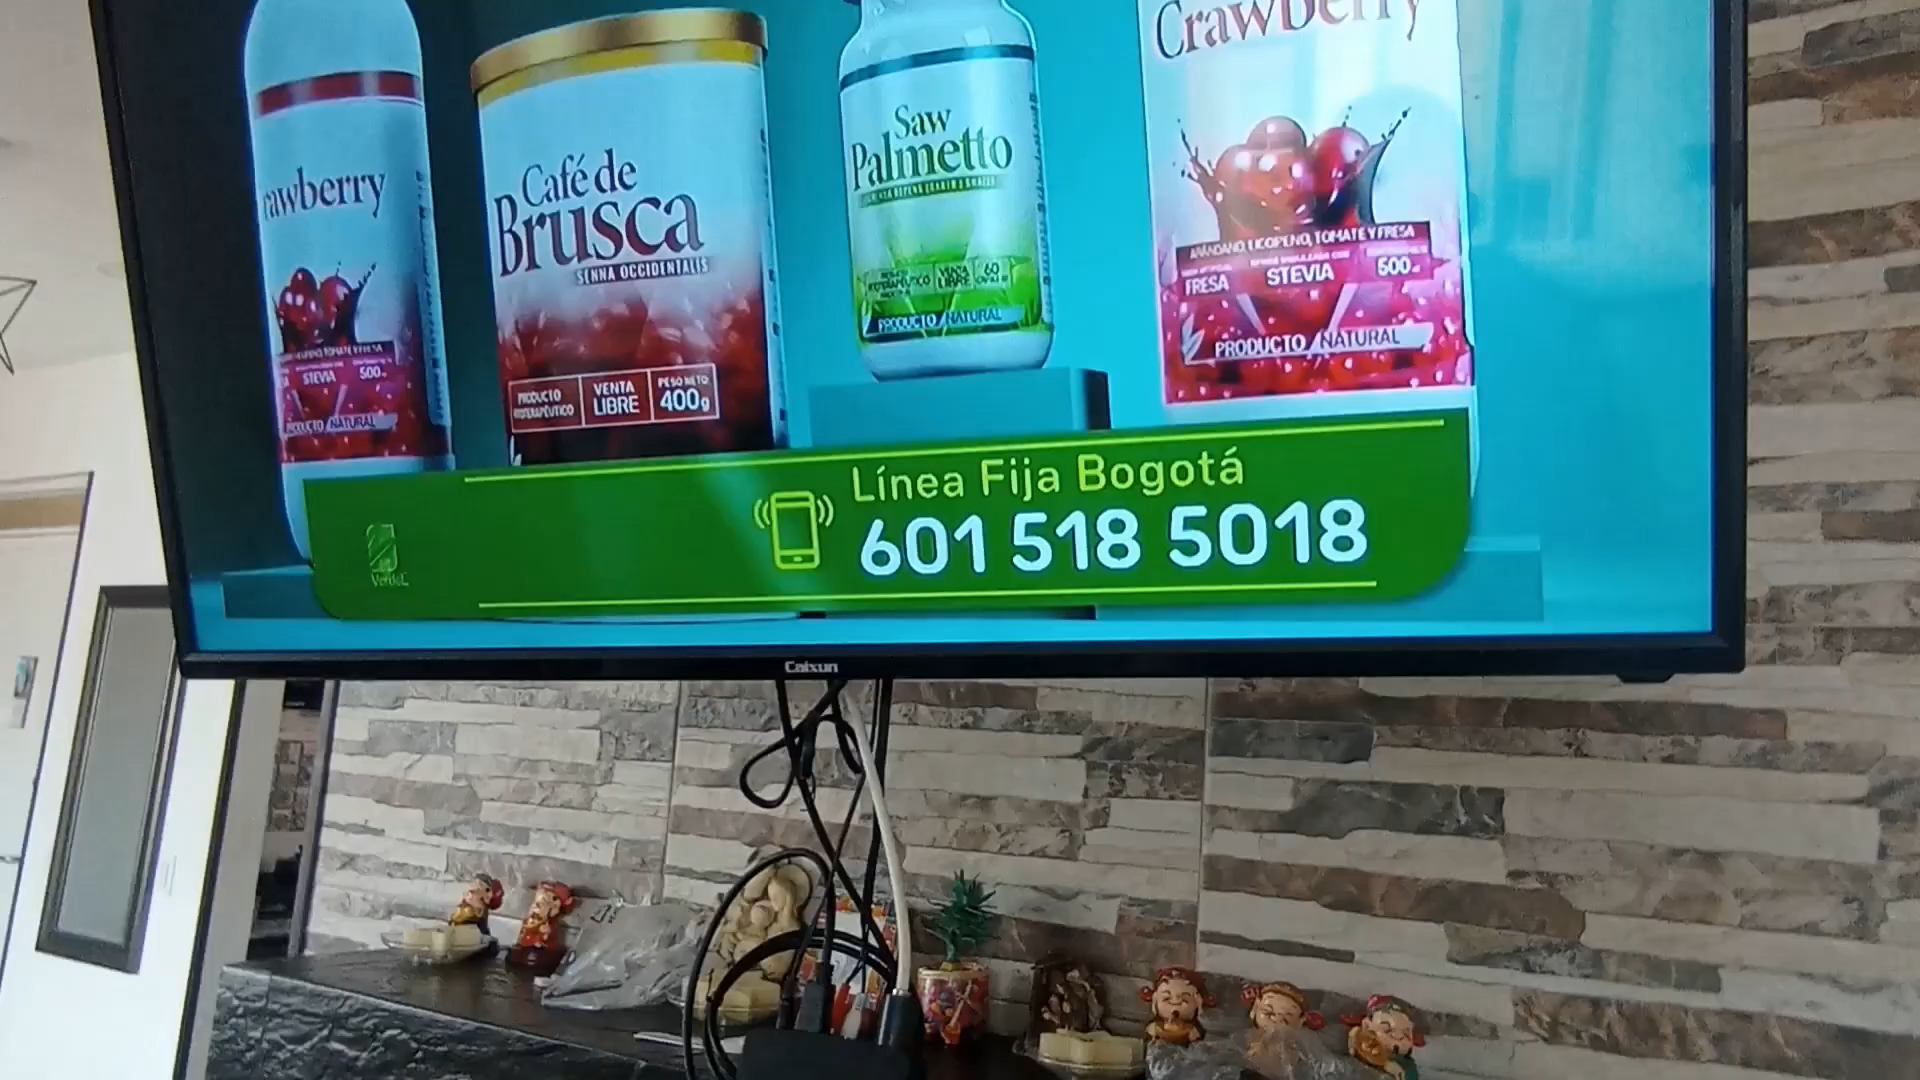 rawberry
STEVIA
500
PRODUCTO NATURAL
Café de
Brusca
SENNA OCCIDENTALIS
PRODUCTO
FITOTERAPÉUTICO
VENTA
LIBRE
PESO NETO
400g
Saw
Palmetto
VENTA
LIBRE
60
PRODUCTO NATURAL
Crawberry
ARÁNDANO, LICOPENO, TOMATE Y FRESA
FRESA
STEVIA
500
PRODUCTO NATURAL
Línea Fija Bogotá
601 518 5018
Caixun